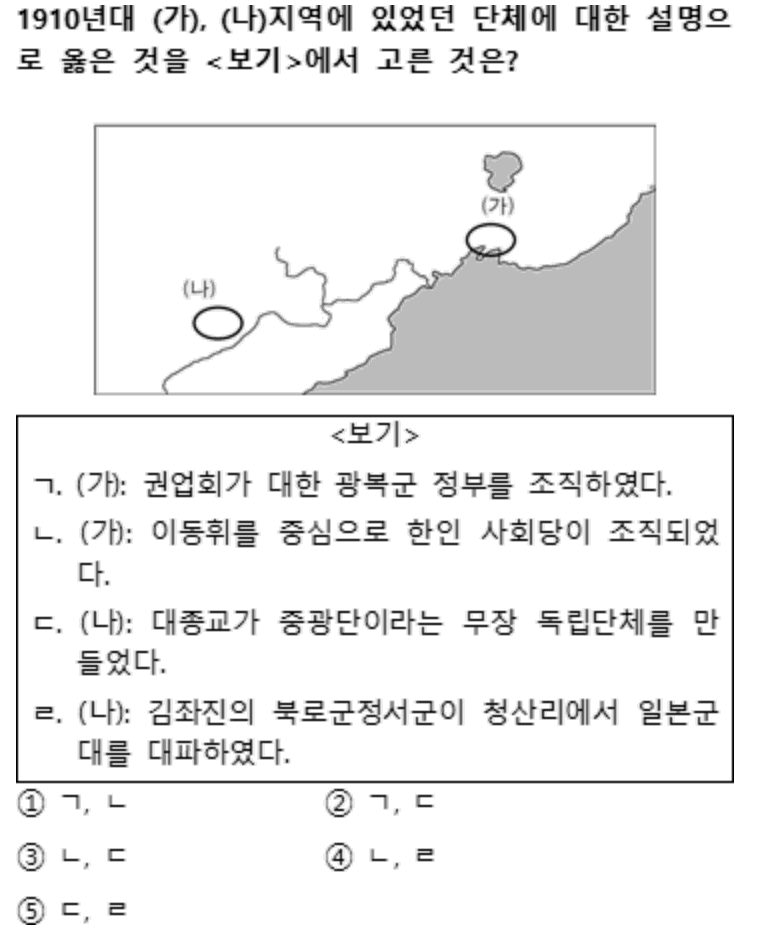 1910년대 (가), (나)지역에 있었던 단체에 대한 설명으
로 옳은 것을 <보기>에서 고른 것은?
(가)
(나)
<보기>
ㄱ. (가): 권업회가 대한 광복군 정부를 조직하였다.
ㄴ. (가): 이동휘를 중심으로 한인 사회당이 조직되었
다.
ㄷ. (나): 대종교가 중광단이라는 무장 독립단체를 만
들었다.
ㄹ. (나): 김좌진의 북로군정서군이 청산리에서 일본군
대를 대파하였다.
① ㄱ, ㄴ ② ㄱ, ㄷ
③ ㄴ, ㄷ ④ ㄴ, ㄹ
⑤ ㄷ, ㄹ